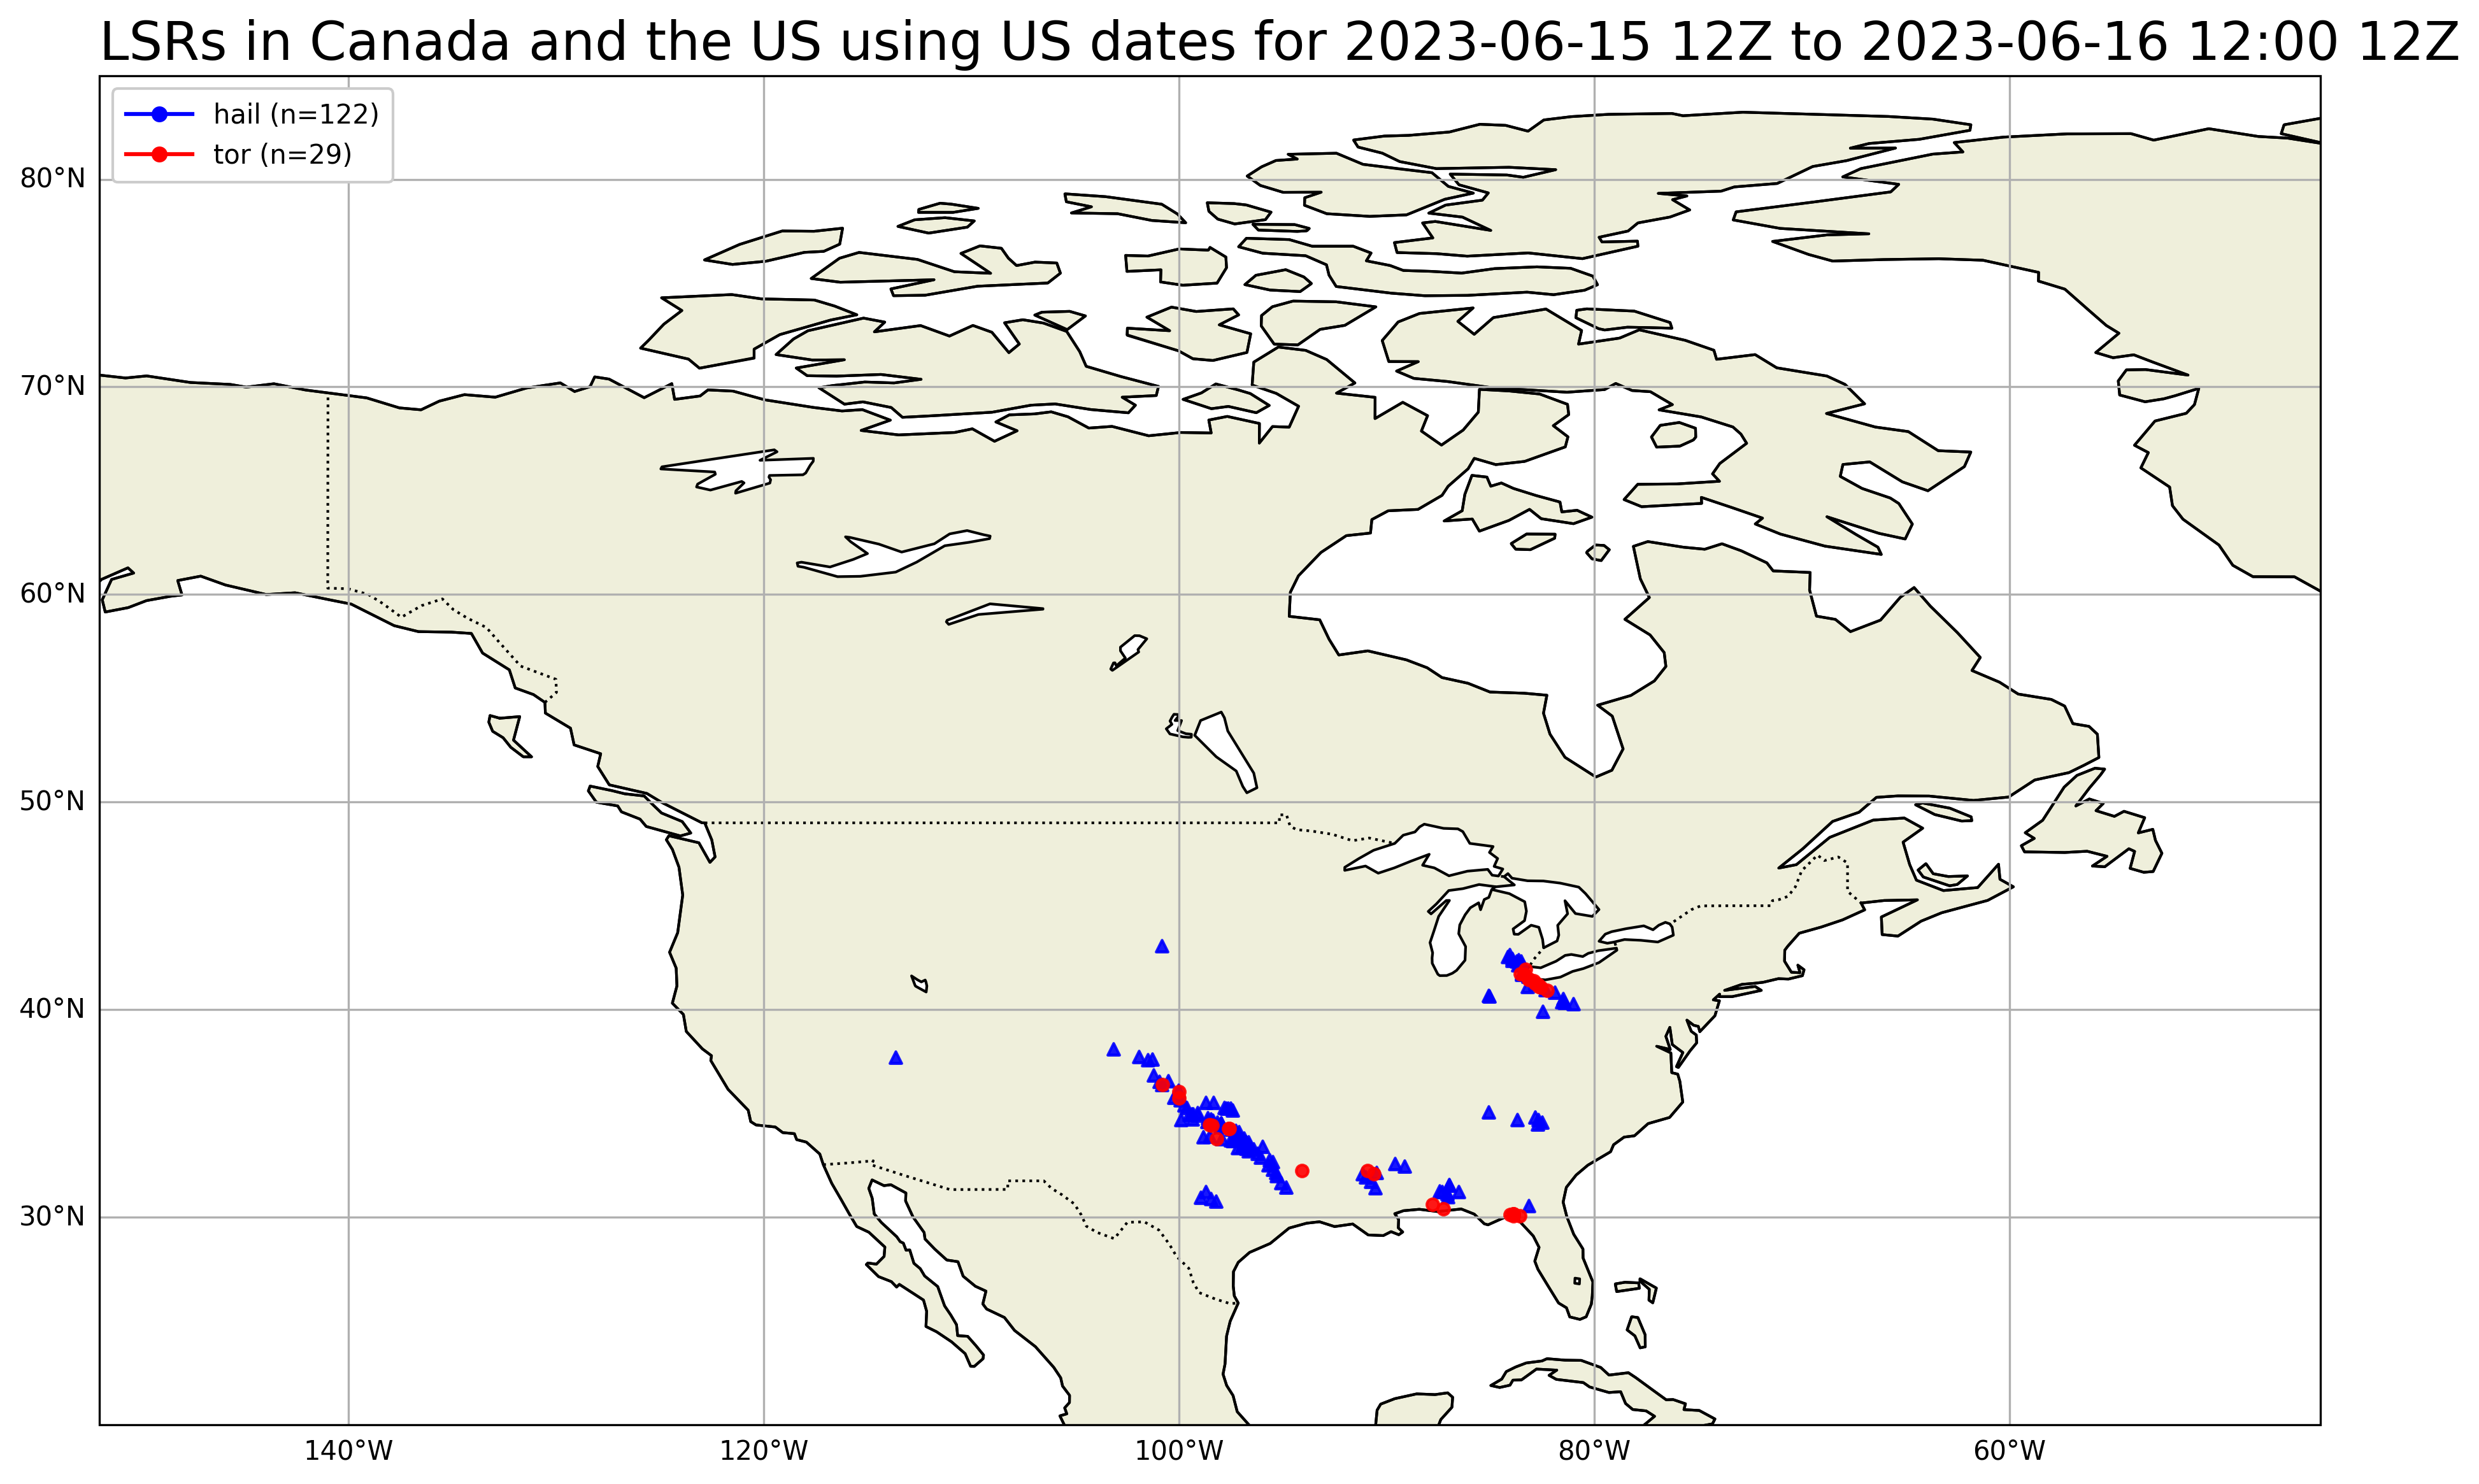 LSRs in Canada and the US using US dates for 2023-06-15 12Z to 2023-06-16 12:00 12Z
hail (n=122)
tor (n=29)
80°N
70°N
60°N
50°N
40°N
30°N
140°W
120°W
100°W
80°W
60°W